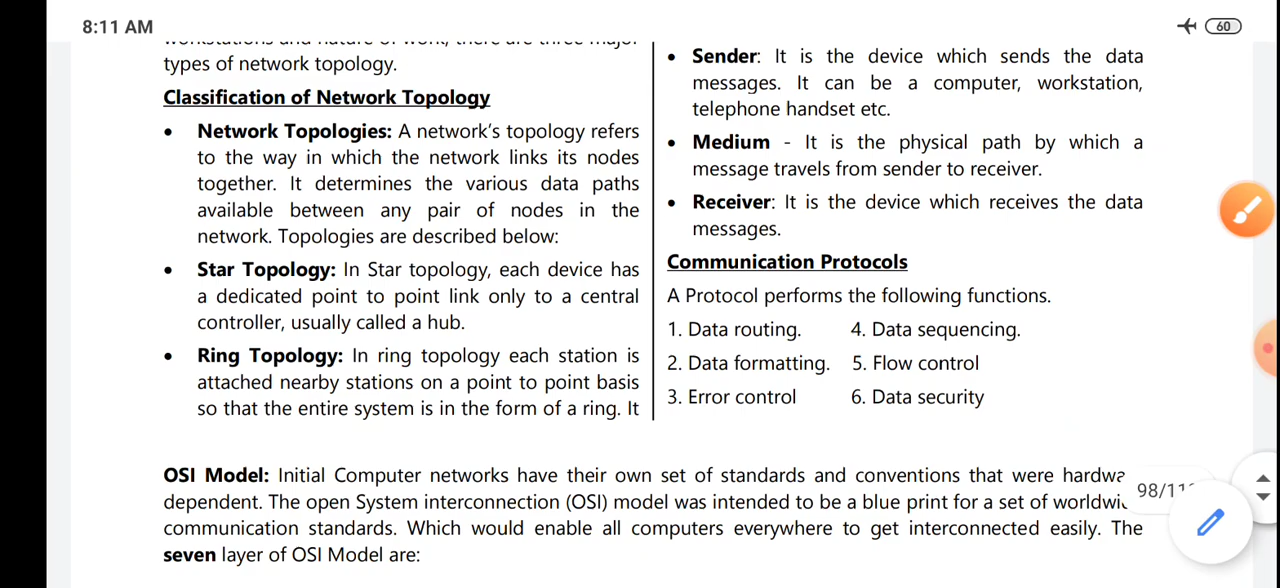 8:11 AM
60
types of network topology.
Classification of Network Topology
• Network Topologies: A network's topology refers
to the way in which the network links its nodes
together. It determines the various data paths
available between any pair of nodes in the
network. Topologies are described below:
• Star Topology: In Star topology, each device has
a dedicated point to point link only to a central
controller, usually called a hub.
• Ring Topology: In ring topology each station is
attached nearby stations on a point to point basis
so that the entire system is in the form of a ring. It
• Sender: It is the device which sends the data
messages. It can be a computer, workstation,
telephone handset etc.
• Medium - It is the physical path by which a
message travels from sender to receiver.
• Receiver: It is the device which receives the data
messages.
Communication Protocols
A Protocol performs the following functions.
1. Data routing. 4. Data sequencing.
2. Data formatting. 5. Flow control
3. Error control 6. Data security
OSI Model: Initial Computer networks have their own set of standards and conventions that were
dependent. The open System interconnection (OSI) model was intended to be a blue print for a set of
communication standards. Which would enable all computers everywhere to get interconnected easily. The
seven layer of OSI Model are: